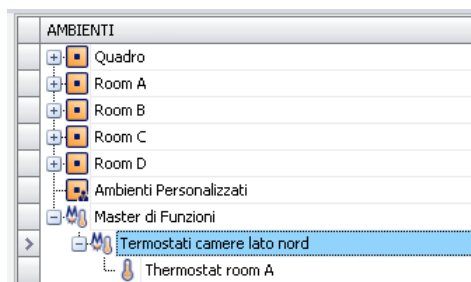 AMBIENTI
Quadro
Room A
Room B
Room C
Room D
Ambienti Personalizzati
Master di Funzioni
Termostati camere lato nord
Thermostat room A